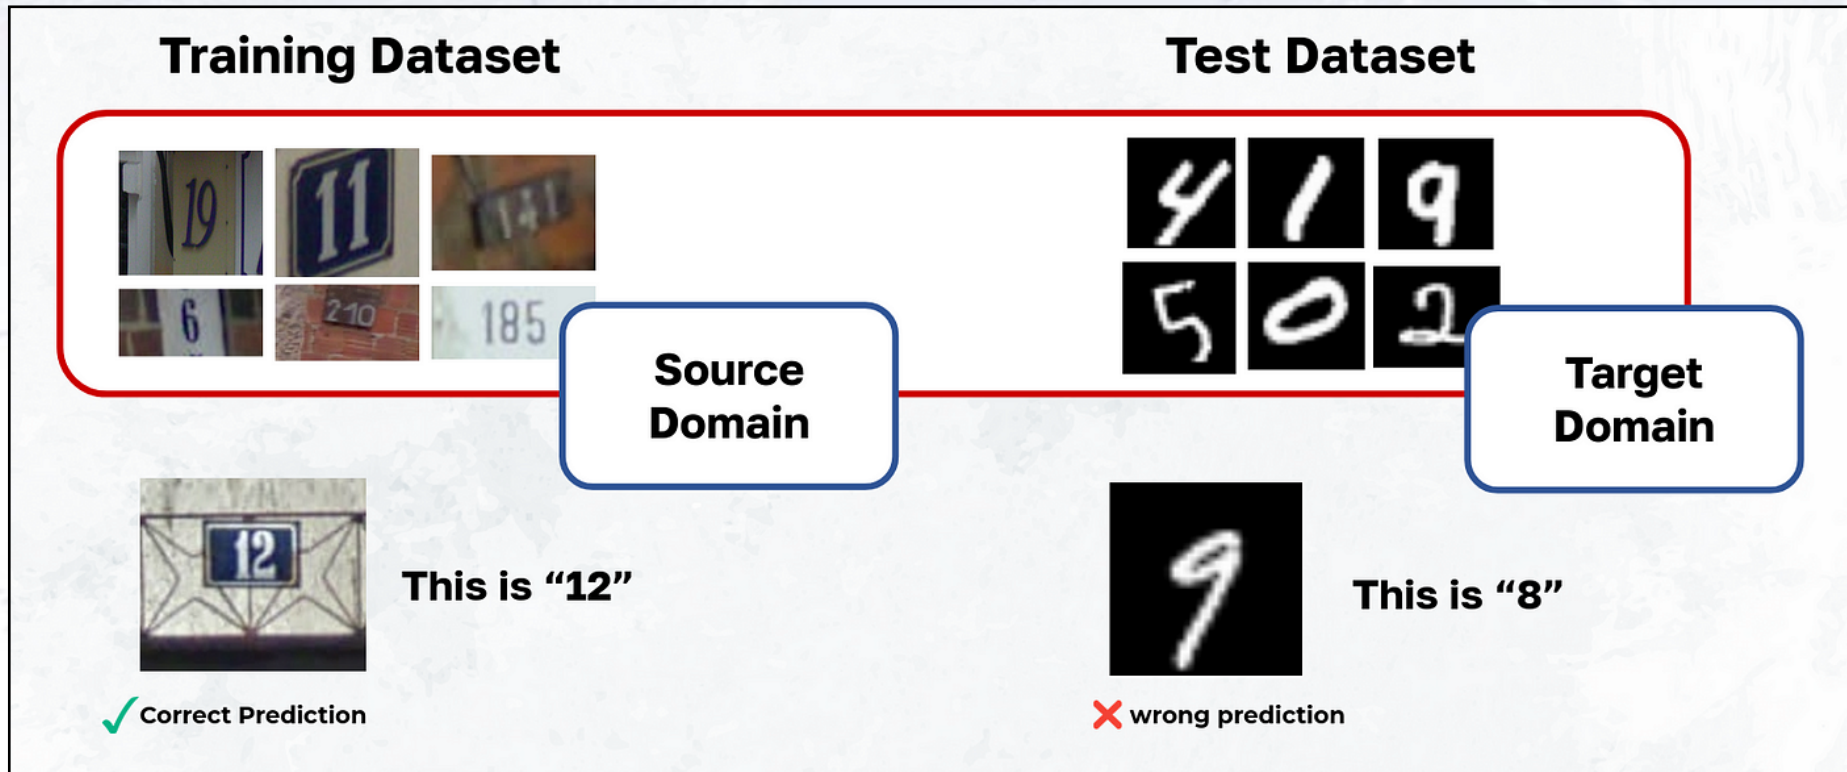 Training Dataset
Test Dataset
19
11
141
4
1
9
6
210
185
5
0
2
Source
Domain
Target
Domain
12
This is “12”
9
This is “8”
✓ Correct Prediction
❌ wrong prediction